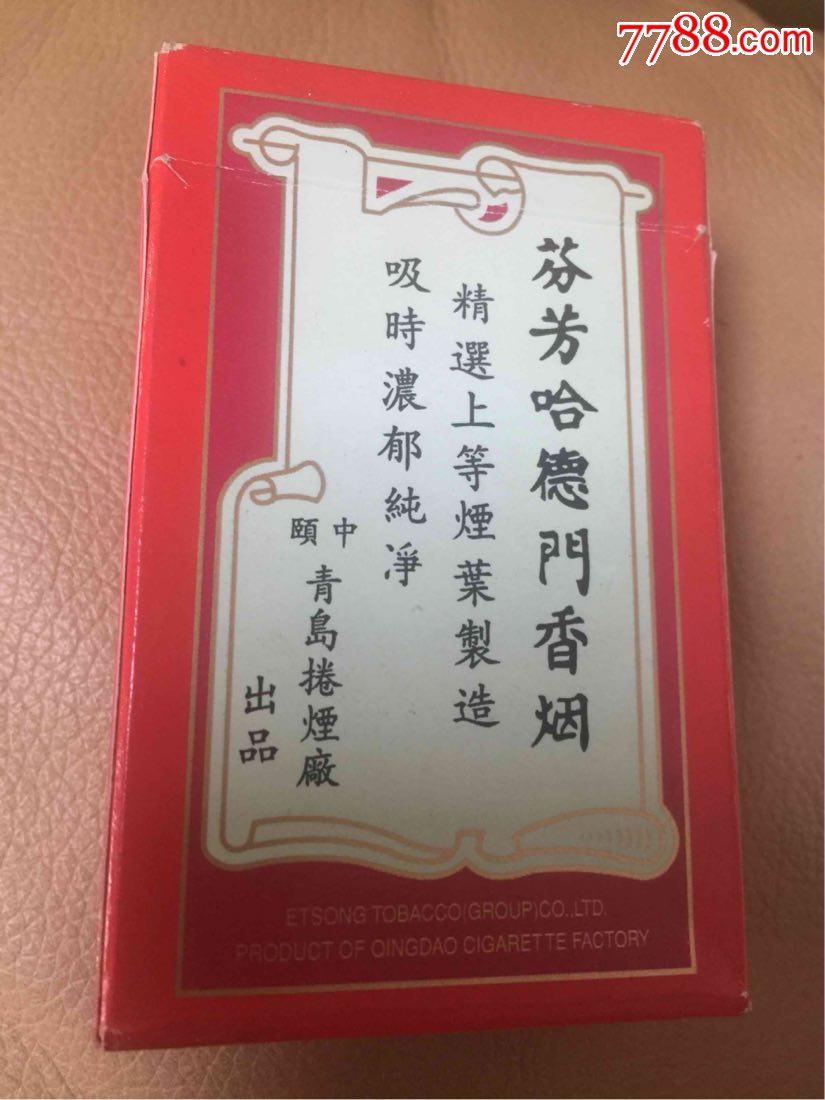 7788.com
芬芳哈德門香烟
精選上等煙葉製造
吸時濃郁純凈
中頤
青島捲煙廠
出品
ETSONG TOBACCO(GROUP)CO.,LTD.
PRODUCT OF QINGDAO CIGARETTE FACTORY